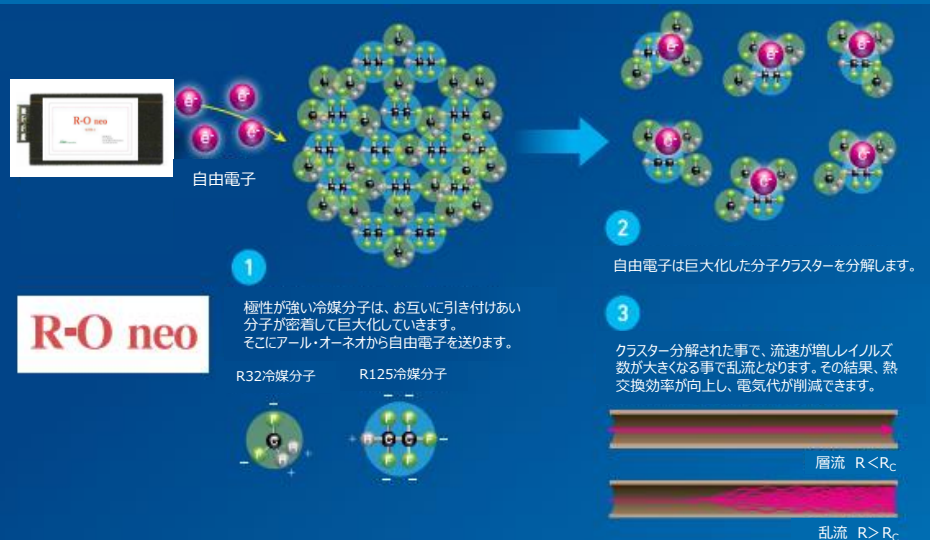 R-O neo
e-
e-
e-
e-
自由電子
e-
e-
e-
e-
e-
e-
1
極性が強い冷媒分子は、お互いに引き付けあい
分子が密着して巨大化していきます。
そこにアール・オーネオから自由電子を送ります。
R-O neo
R32冷媒分子
R125冷媒分子
2
自由電子は巨大化した分子クラスターを分解します。
3
クラスター分解された事で、流速が増しレイノルズ
数が大きくなる事で乱流となります。その結果、熱
交換効率が向上し、電気代が削減できます。
層流 R＜RC
乱流 R＞RC